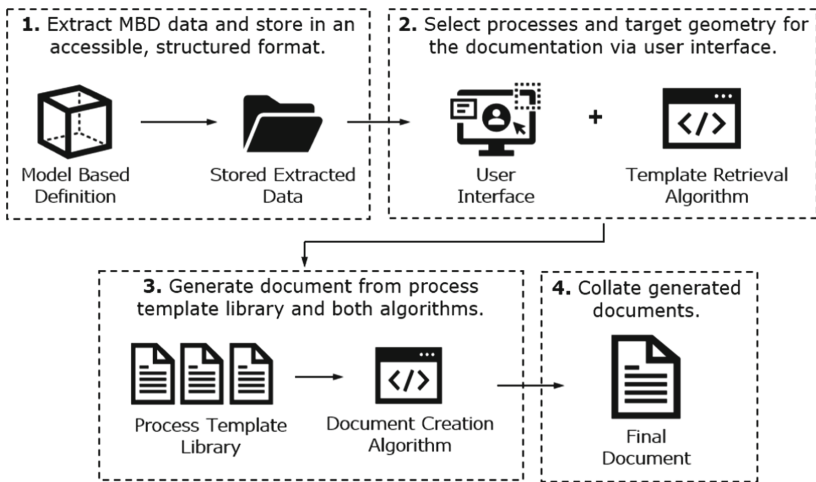 1. Extract MBD data and store in an
accessible, structured format.
Model Based
Definition
Stored Extracted
Data
2. Select processes and target geometry for
the documentation via user interface.
User
Interface
+
</>
Template Retrieval
Algorithm
3. Generate document from process
template library and both algorithms.
Process Template
Library
</>
Document Creation
Algorithm
4. Collate generated
documents.
Final
Document